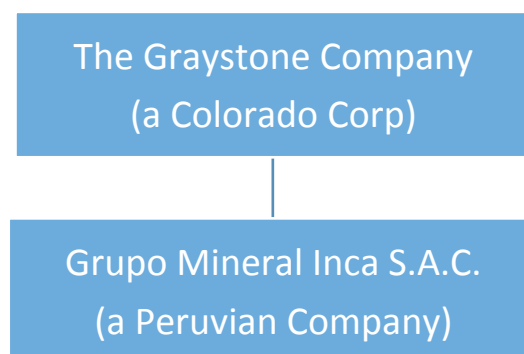 The Graystone Company
(a Colorado Corp)
Grupo Mineral Inca S.A.C.
(a Peruvian Company)